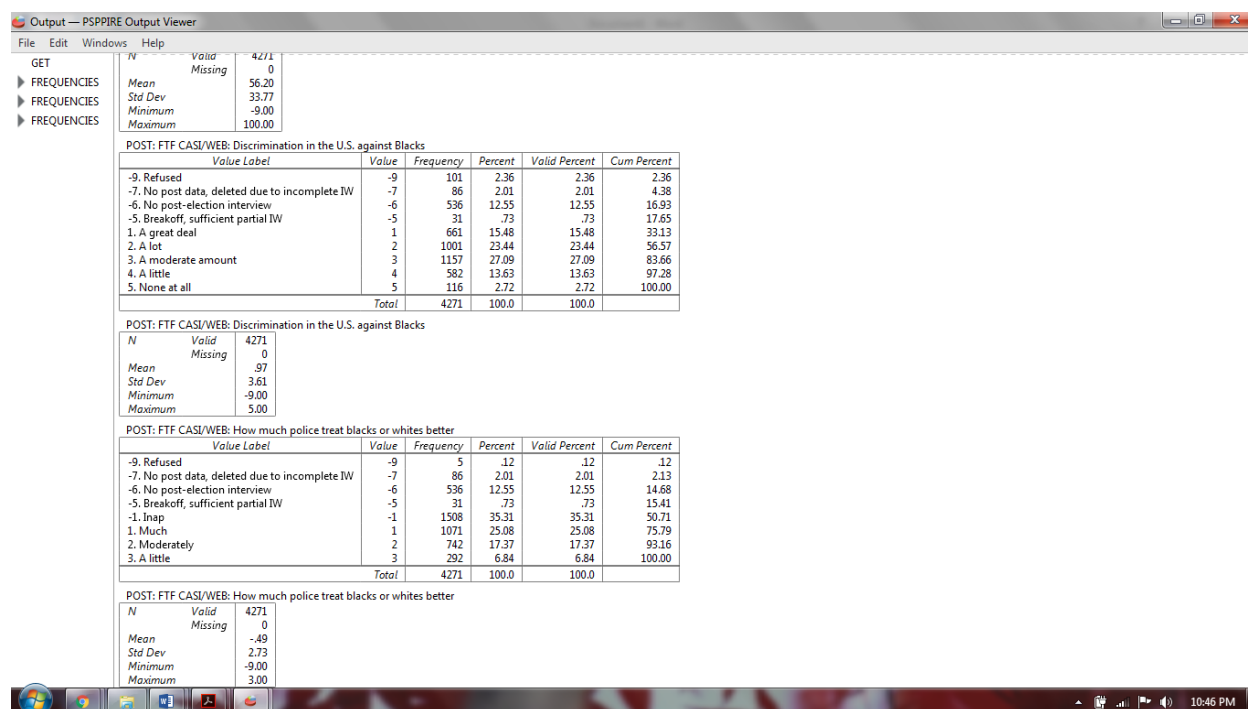 Output — PSPPIRE Output Viewer
File Edit Windows Help
GET
FREQUENCIES
FREQUENCIES
FREQUENCIES
N Valid 4271
Missing 0
Mean 56.20
Std Dev 33.77
Minimum -9.00
Maximum 100.00
POST: FTF CASI/WEB: Discrimination in the U.S. against Blacks
Value Label Value Frequency Percent Valid Percent Cum Percent
-9. Refused -9 101 2.36 2.36 2.36
-7. No post data, deleted due to incomplete IW -7 86 2.01 2.01 4.38
-6. No post-election interview -6 536 12.55 12.55 16.93
-5. Breakoff, sufficient partial IW -5 31 .73 .73 17.65
1. A great deal 1 661 15.48 15.48 33.13
2. A lot 2 1001 23.44 23.44 56.57
3. A moderate amount 3 1157 27.09 27.09 83.66
4. A little 4 582 13.63 13.63 97.28
5. None at all 5 116 2.72 2.72 100.00
Total 4271 100.0 100.0
POST: FTF CASI/WEB: Discrimination in the U.S. against Blacks
N Valid 4271
Missing 0
Mean .97
Std Dev 3.61
Minimum -9.00
Maximum 5.00
POST: FTF CASI/WEB: How much police treat blacks or whites better
Value Label Value Frequency Percent Valid Percent Cum Percent
-9. Refused -9 5 .12 .12 .12
-7. No post data, deleted due to incomplete IW -7 86 2.01 2.01 2.13
-6. No post-election interview -6 536 12.55 12.55 14.68
-5. Breakoff, sufficient partial IW -5 31 .73 .73 15.41
-1. Inap -1 1508 35.31 35.31 50.71
1. Much 1 1071 25.08 25.08 75.79
2. Moderately 2 742 17.37 17.37 93.16
3. A little 3 292 6.84 6.84 100.00
Total 4271 100.0 100.0
POST: FTF CASI/WEB: How much police treat blacks or whites better
N Valid 4271
Missing 0
Mean -.49
Std Dev 2.73
Minimum -9.00
Maximum 3.00
10:46 PM